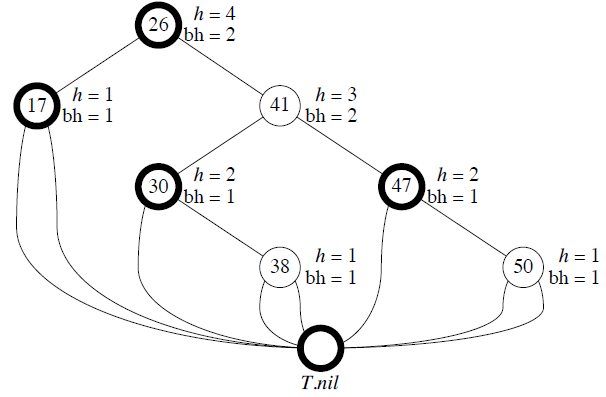 26 h = 4
bh = 2
17 h = 1
bh = 1
41 h = 3
bh = 2
30 h = 2
bh = 1
47 h = 2
bh = 1
38 h = 1
bh = 1
50 h = 1
bh = 1
T.nil